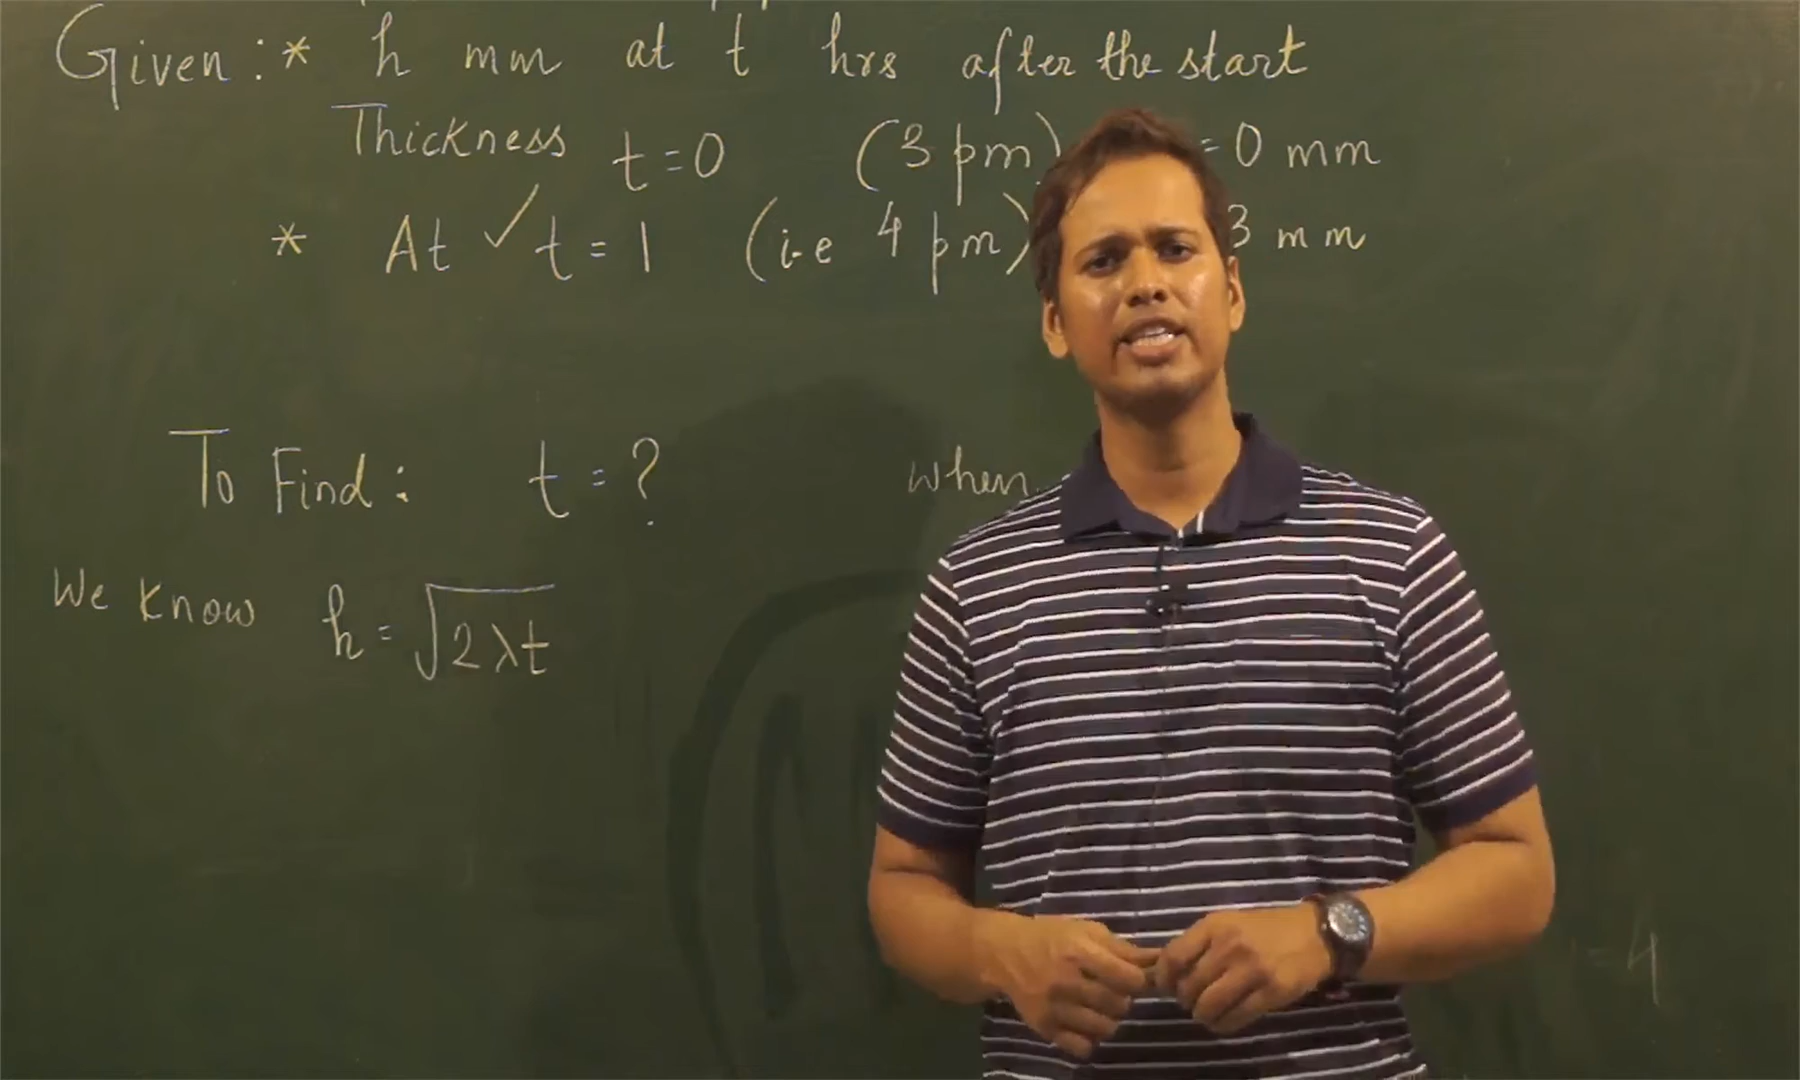 Given : * h mm at t hrs after the start
Thickness t = 0 (3 pm) = 0 mm
* At ✓ t = 1 (i.e 4 pm) 3 mm
To Find : t = ? when
We know h = √2λt
= 4